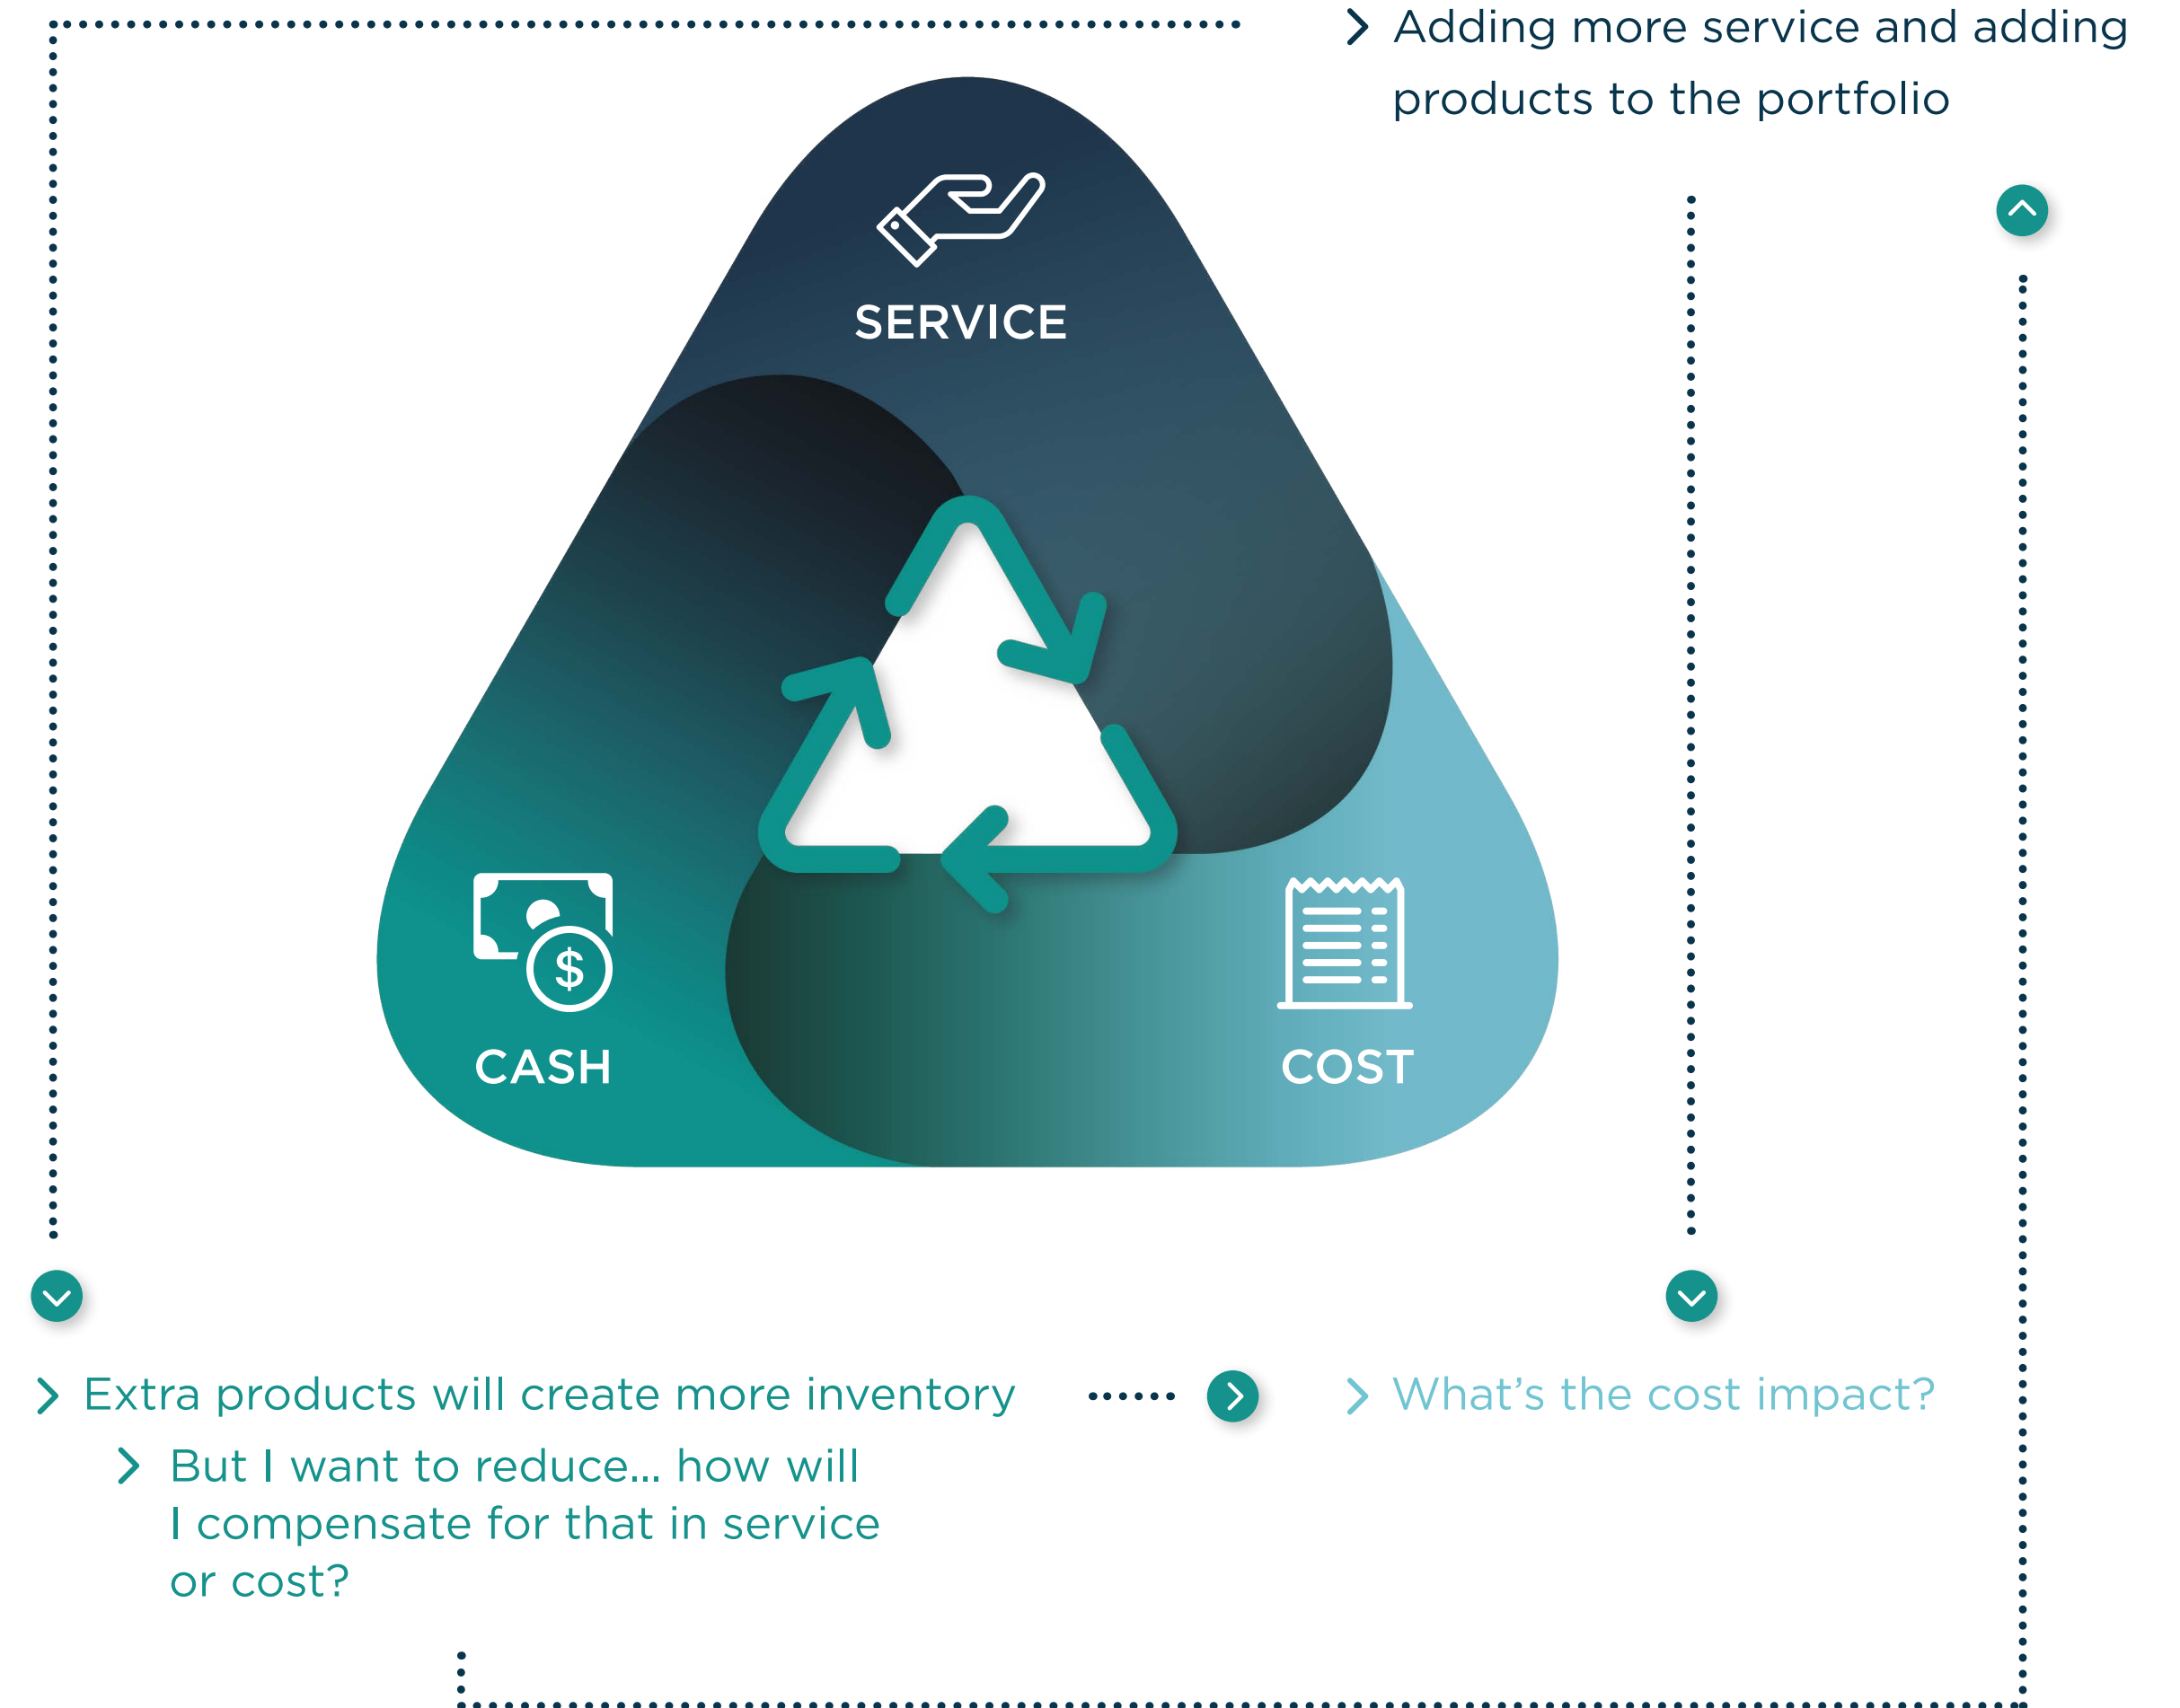 Adding more service and adding
products to the portfolio
SERVICE
$
CASH
COST
Extra products will create more inventory
But I want to reduce... how will
I compensate for that in service
or cost?
What’s the cost impact?